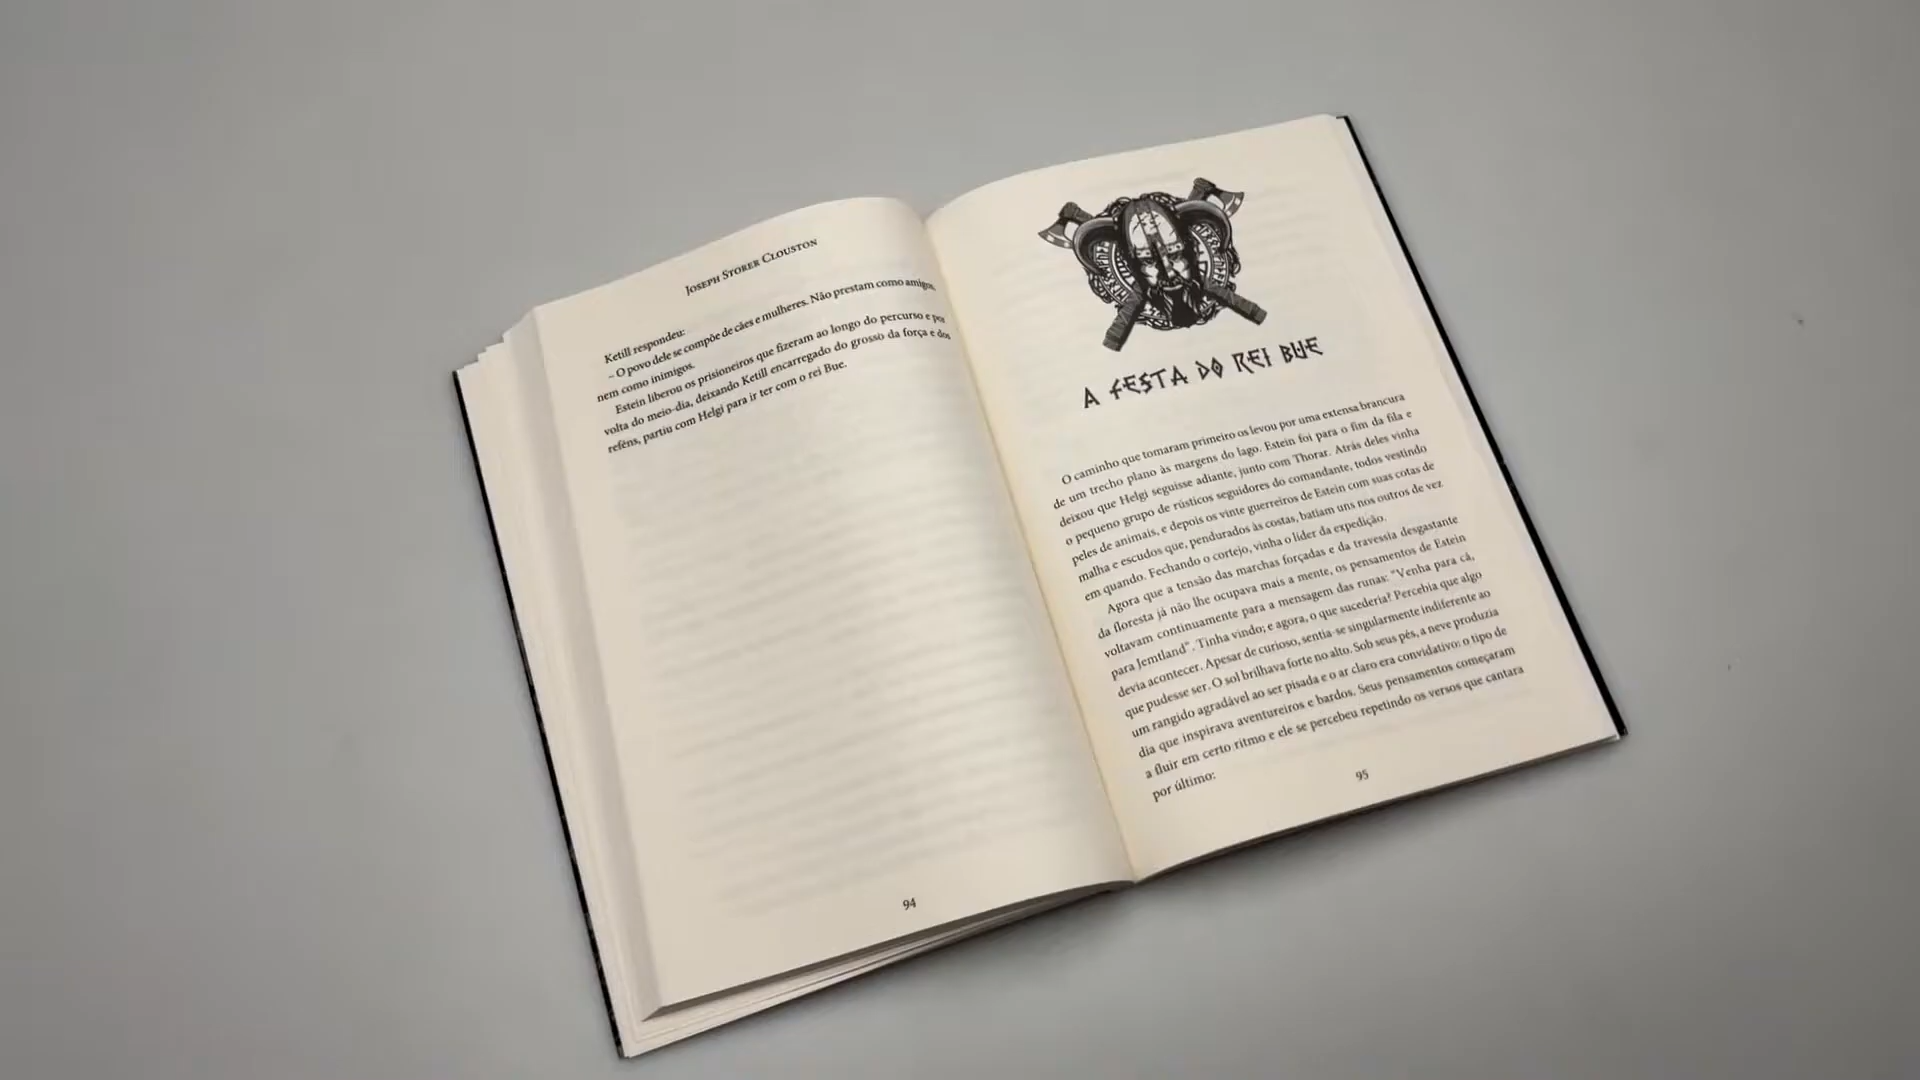 JOSEPH STORER CLOUSTON
Ketill respondeu:
– O povo dele se compõe de cães e mulheres. Não prestam como amigos,
nem como inimigos.
Estein liberou os prisioneiros que fizeram ao longo do percurso e por
volta do meio-dia, deixando Ketill encarregado do grosso da força e dos
reféns, partiu com Helgi para ir ter com o rei Bue.
94
A FESTA DO REI BUE
O caminho que tomaram primeiro os levou por uma extensa brancura
de um trecho plano às margens do lago. Estein foi para o fim da fila e
deixou que Helgi seguisse adiante, junto com Thorar. Atrás deles vinha
o pequeno grupo de rústicos seguidores do comandante, todos vestindo
peles de animais, e depois os vinte guerreiros de Estein com suas cotas de
malha e escudos que, pendurados às costas, batiam uns nos outros de vez
em quando. Fechando o cortejo, vinha o líder da expedição.
Agora que a tensão das marchas forçadas e da travessia desgastante
da floresta já não lhe ocupava mais a mente, os pensamentos de Estein
voltavam continuamente para a mensagem das runas: "Venha para cá,
para Jemtland". Tinha vindo; e agora, o que sucederia? Percebia que algo
devia acontecer. Apesar de curioso, sentia-se singularmente indiferente ao
que pudesse ser. O sol brilhava forte no alto. Sob seus pés, a neve produzia
um rangido agradável ao ser pisada e o ar claro era convidativo: o tipo de
dia que inspirava aventureiros e bardos. Seus pensamentos começaram
a fluir em certo ritmo e ele se percebeu repetindo os versos que cantara
por último:
95